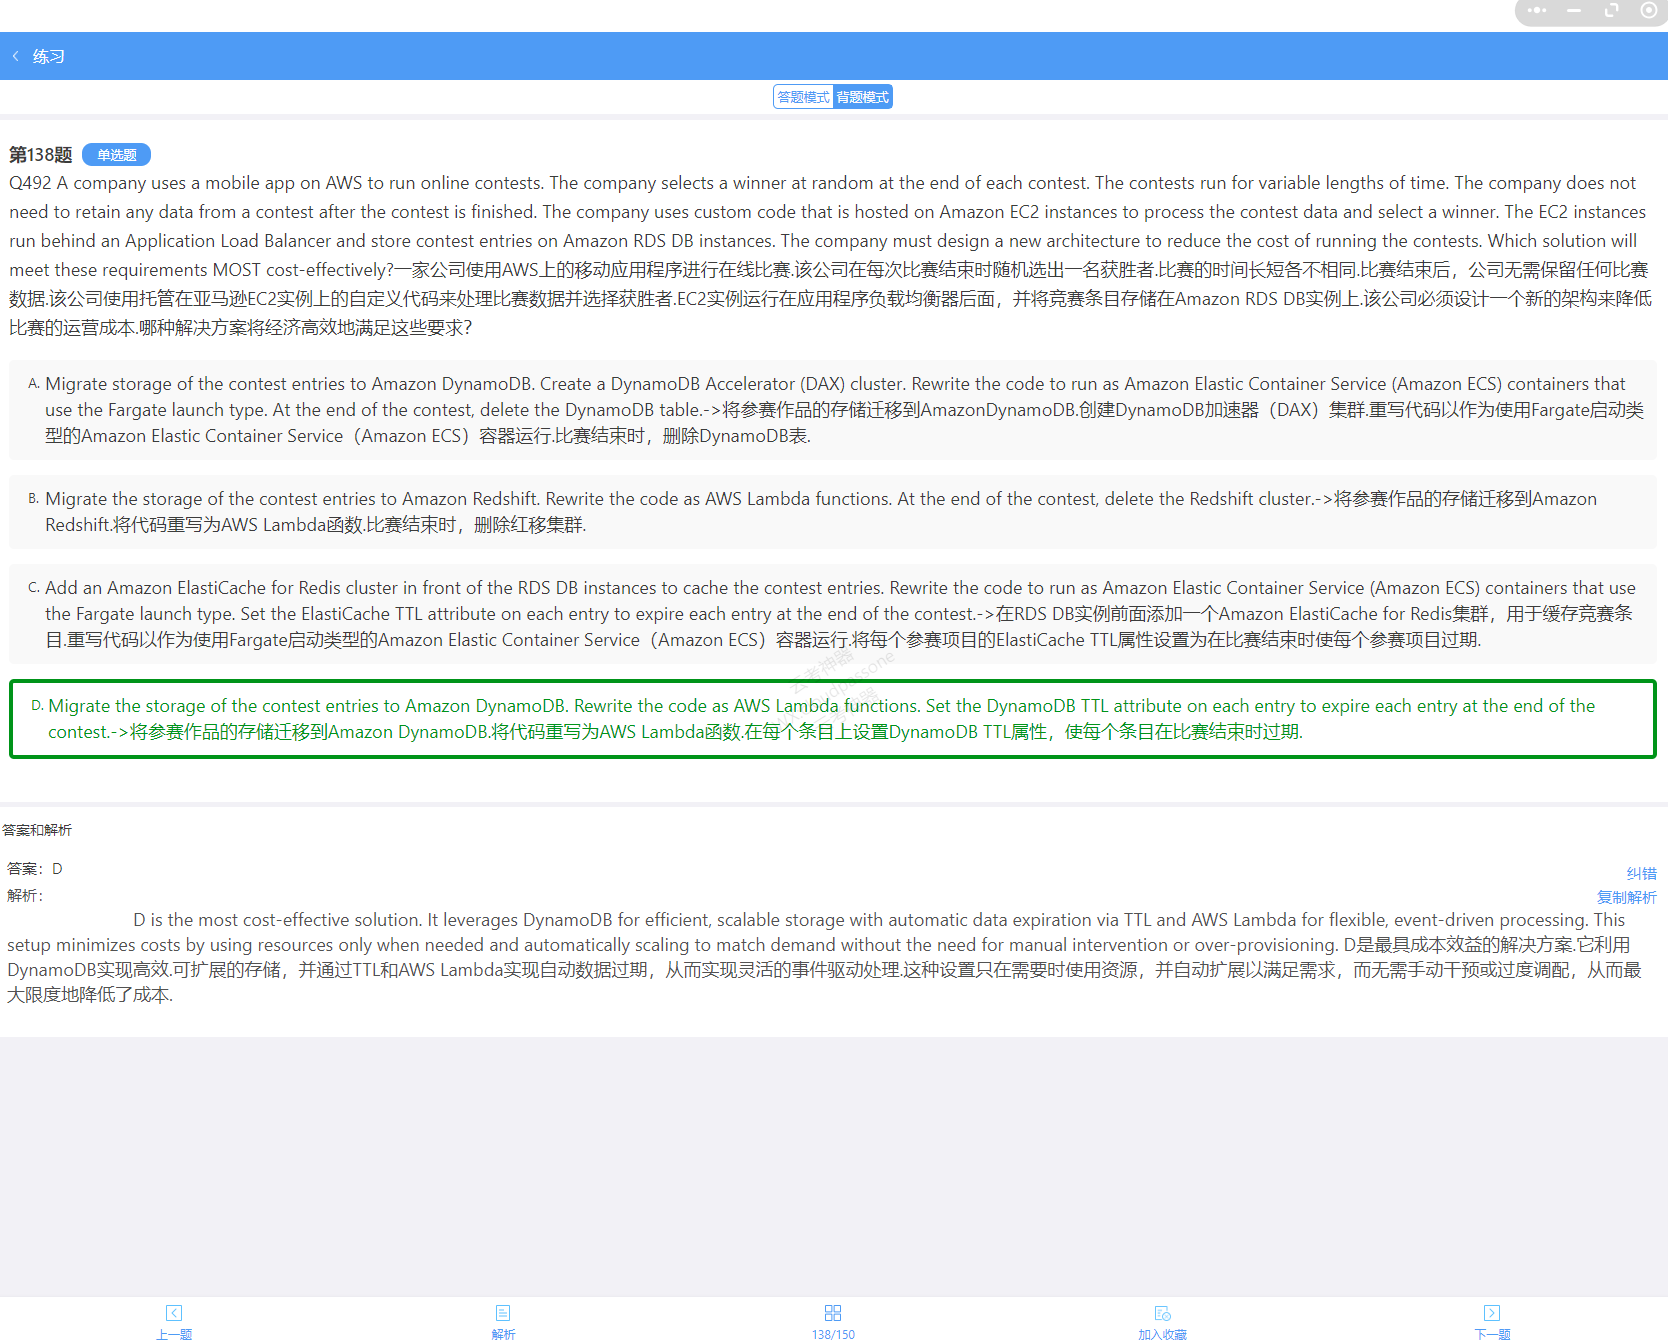 练习
答题模式 背题模式
第138题 单选题
Q492 A company uses a mobile app on AWS to run online contests. The company selects a winner at random at the end of each contest. The contests run for variable lengths of time. The company does not
need to retain any data from a contest after the contest is finished. The company uses custom code that is hosted on Amazon EC2 instances to process the contest data and select a winner. The EC2 instances
run behind an Application Load Balancer and store contest entries on Amazon RDS DB instances. The company must design a new architecture to reduce the cost of running the contests. Which solution will
meet these requirements MOST cost-effectively?一家公司使用AWS上的移动应用程序进行在线比赛.该公司在每次比赛结束时随机选出一名获胜者.比赛的时间长短各不相同.比赛结束后，公司无需保留任何比赛
数据.该公司使用托管在亚马逊EC2实例上的自定义代码来处理比赛数据并选择获胜者.EC2实例运行在应用程序负载均衡器后面，并将竞赛条目存储在Amazon RDS DB实例上.该公司必须设计一个新的架构来降低
比赛的运营成本.哪种解决方案将经济高效地满足这些要求？
A. Migrate storage of the contest entries to Amazon DynamoDB. Create a DynamoDB Accelerator (DAX) cluster. Rewrite the code to run as Amazon Elastic Container Service (Amazon ECS) containers that
use the Fargate launch type. At the end of the contest, delete the DynamoDB table.->将参赛作品的存储迁移到AmazonDynamoDB.创建DynamoDB加速器（DAX）集群.重写代码以作为使用Fargate启动类
型的Amazon Elastic Container Service（Amazon ECS）容器运行.比赛结束时，删除DynamoDB表.
B. Migrate the storage of the contest entries to Amazon Redshift. Rewrite the code as AWS Lambda functions. At the end of the contest, delete the Redshift cluster.->将参赛作品的存储迁移到Amazon
Redshift.将代码重写为AWS Lambda函数.比赛结束时，删除红移集群.
C. Add an Amazon ElastiCache for Redis cluster in front of the RDS DB instances to cache the contest entries. Rewrite the code to run as Amazon Elastic Container Service (Amazon ECS) containers that use
the Fargate launch type. Set the ElastiCache TTL attribute on each entry to expire each entry at the end of the contest.->在RDS DB实例前面添加一个Amazon ElastiCache for Redis集群，用于缓存竞赛条
目.重写代码以作为使用Fargate启动类型的Amazon Elastic Container Service（Amazon ECS）容器运行.将每个参赛项目的ElastiCache TTL属性设置为在比赛结束时使每个参赛项目过期.
D. Migrate the storage of the contest entries to Amazon DynamoDB. Rewrite the code as AWS Lambda functions. Set the DynamoDB TTL attribute on each entry to expire each entry at the end of the
contest.->将参赛作品的存储迁移到Amazon DynamoDB.将代码重写为AWS Lambda函数.在每个条目上设置DynamoDB TTL属性，使每个条目在比赛结束时过期.
云考神器
答案和解析
答案：D
纠错
解析：
复制解析
D is the most cost-effective solution. It leverages DynamoDB for efficient, scalable storage with automatic data expiration via TTL and AWS Lambda for flexible, event-driven processing. This
setup minimizes costs by using resources only when needed and automatically scaling to match demand without the need for manual intervention or over-provisioning. D是最具成本效益的解决方案.它利用
DynamoDB实现高效.可扩展的存储，并通过TTL和AWS Lambda实现自动数据过期，从而实现灵活的事件驱动处理.这种设置只在需要时使用资源，并自动扩展以满足需求，而无需手动干预或过度调配，从而最
大限度地降低了成本.
上一题 解析 138/150 加入收藏 下一题